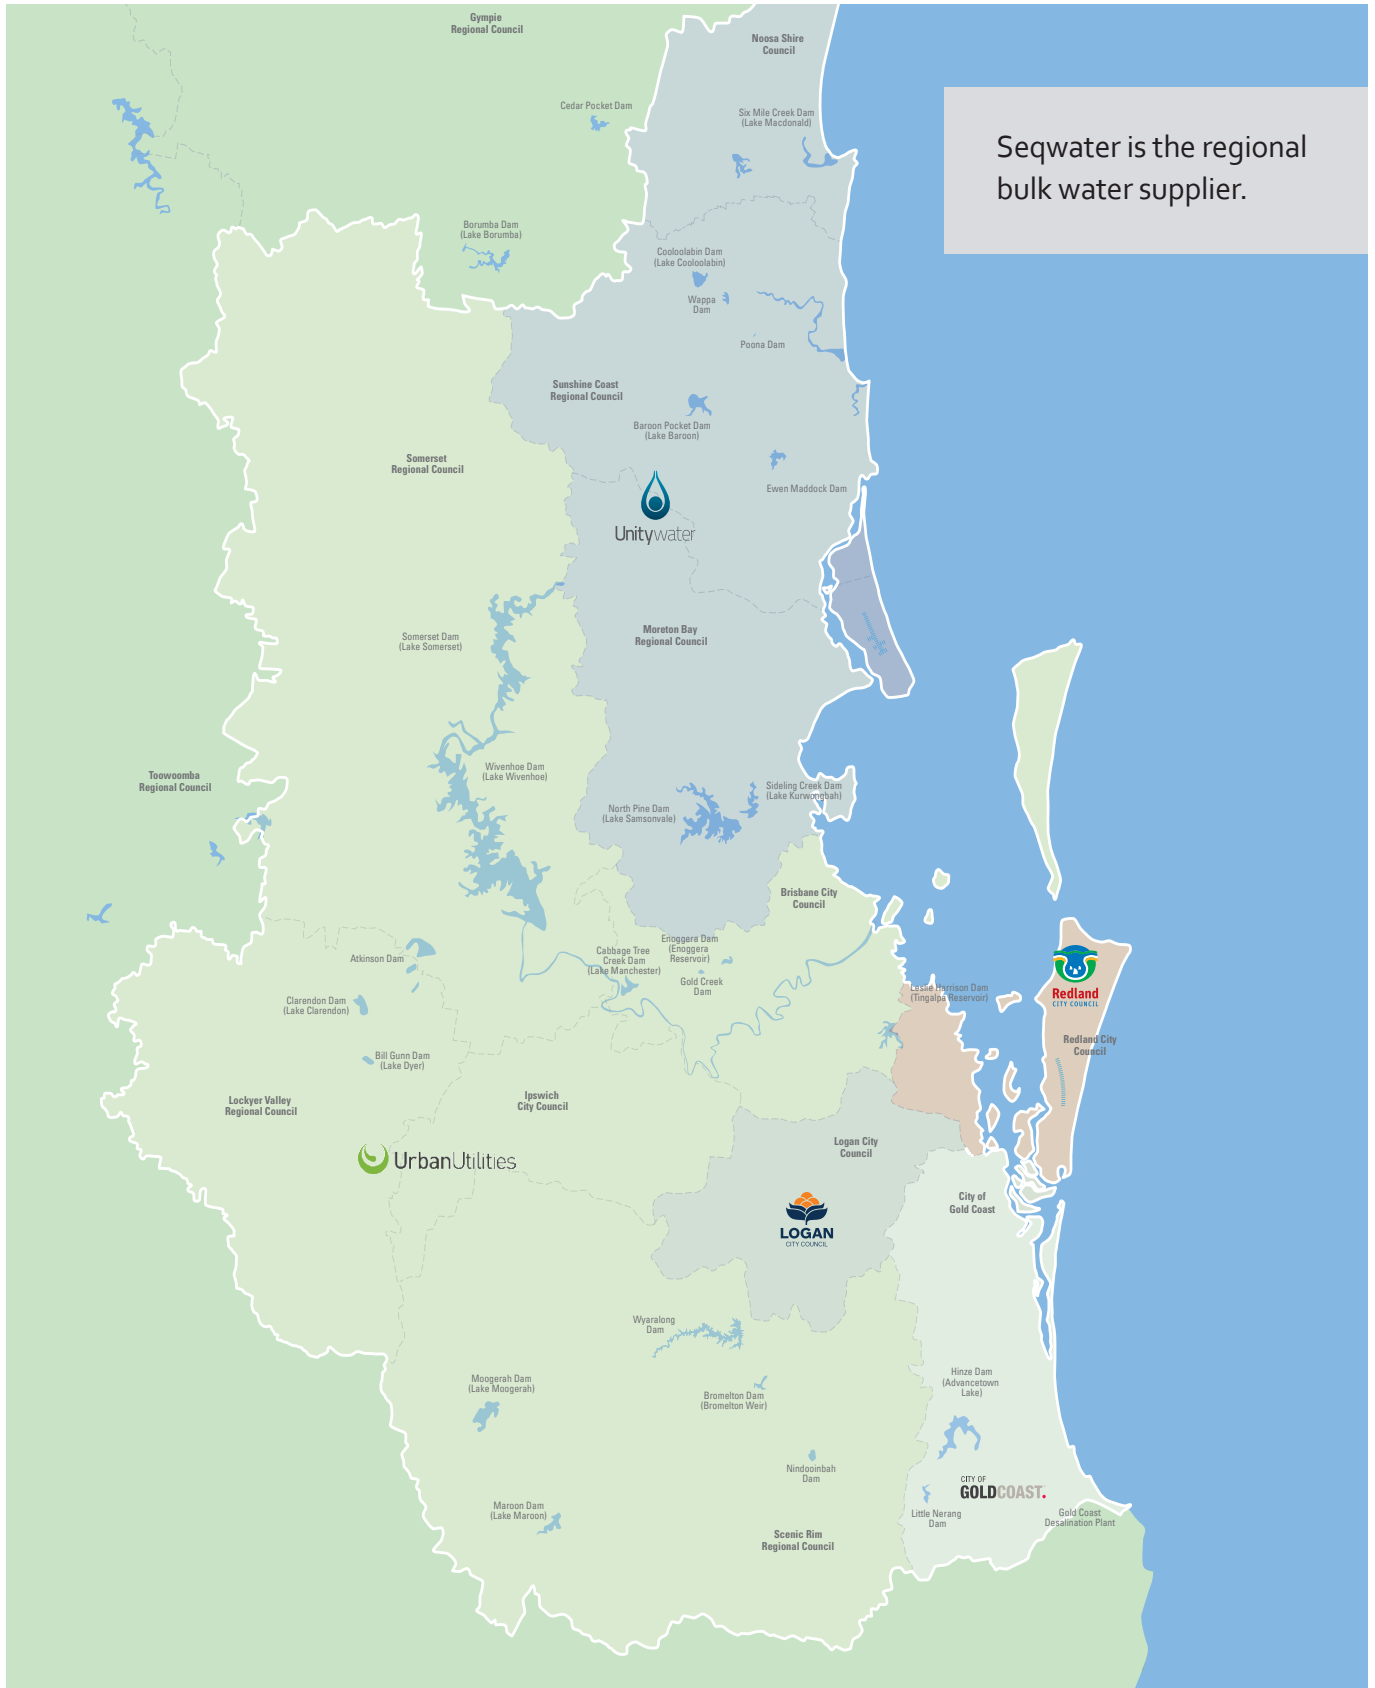 Gympie
Regional Council
Noosa Shire
Council
Cedar Pocket Dam
Six Mile Creek Dam
(Lake Macdonald)
Seqwater is the regional
bulk water supplier.
Borumba Dam
(Lake Borumba)
Cooloolabin Dam
(Lake Cooloolabin)
Wappa
Dam
Poona Dam
Sunshine Coast
Regional Council
Baroon Pocket Dam
(Lake Baroon)
Somerset
Regional Council
Ewen Maddock Dam
Unitywater
Somerset Dam
(Lake Somerset)
Moreton Bay
Regional Council
Wivenhoe Dam
(Lake Wivenhoe)
Toowoomba
Regional Council
Sideling Creek Dam
(Lake Kurwongbah)
North Pine Dam
(Lake Samsonvale)
Brisbane City
Council
Enoggera Dam
(Enoggera
Reservoir)
Cabbage Tree
Creek Dam
(Lake Manchester)
Atkinson Dam
Gold Creek
Dam
Leslie Harrison Dam
(Tingalpa Reservoir)
Redland
CITY COUNCIL
Clarendon Dam
(Lake Clarendon)
Redland City
Council
Bill Gunn Dam
(Lake Dyer)
Lockyer Valley
Regional Council
Ipswich
City Council
Logan City
Council
UrbanUtilities
City of
Gold Coast
LOGAN
CITY COUNCIL
Wyaralong
Dam
Moogerah Dam
(Lake Moogerah)
Hinze Dam
(Advancetown
Lake)
Bromelton Dam
(Bromelton Weir)
Nindooinbah
Dam
CITY OF
GOLDCOAST.
Maroon Dam
(Lake Maroon)
Little Nerang
Dam
Gold Coast
Desalination Plant
Scenic Rim
Regional Council